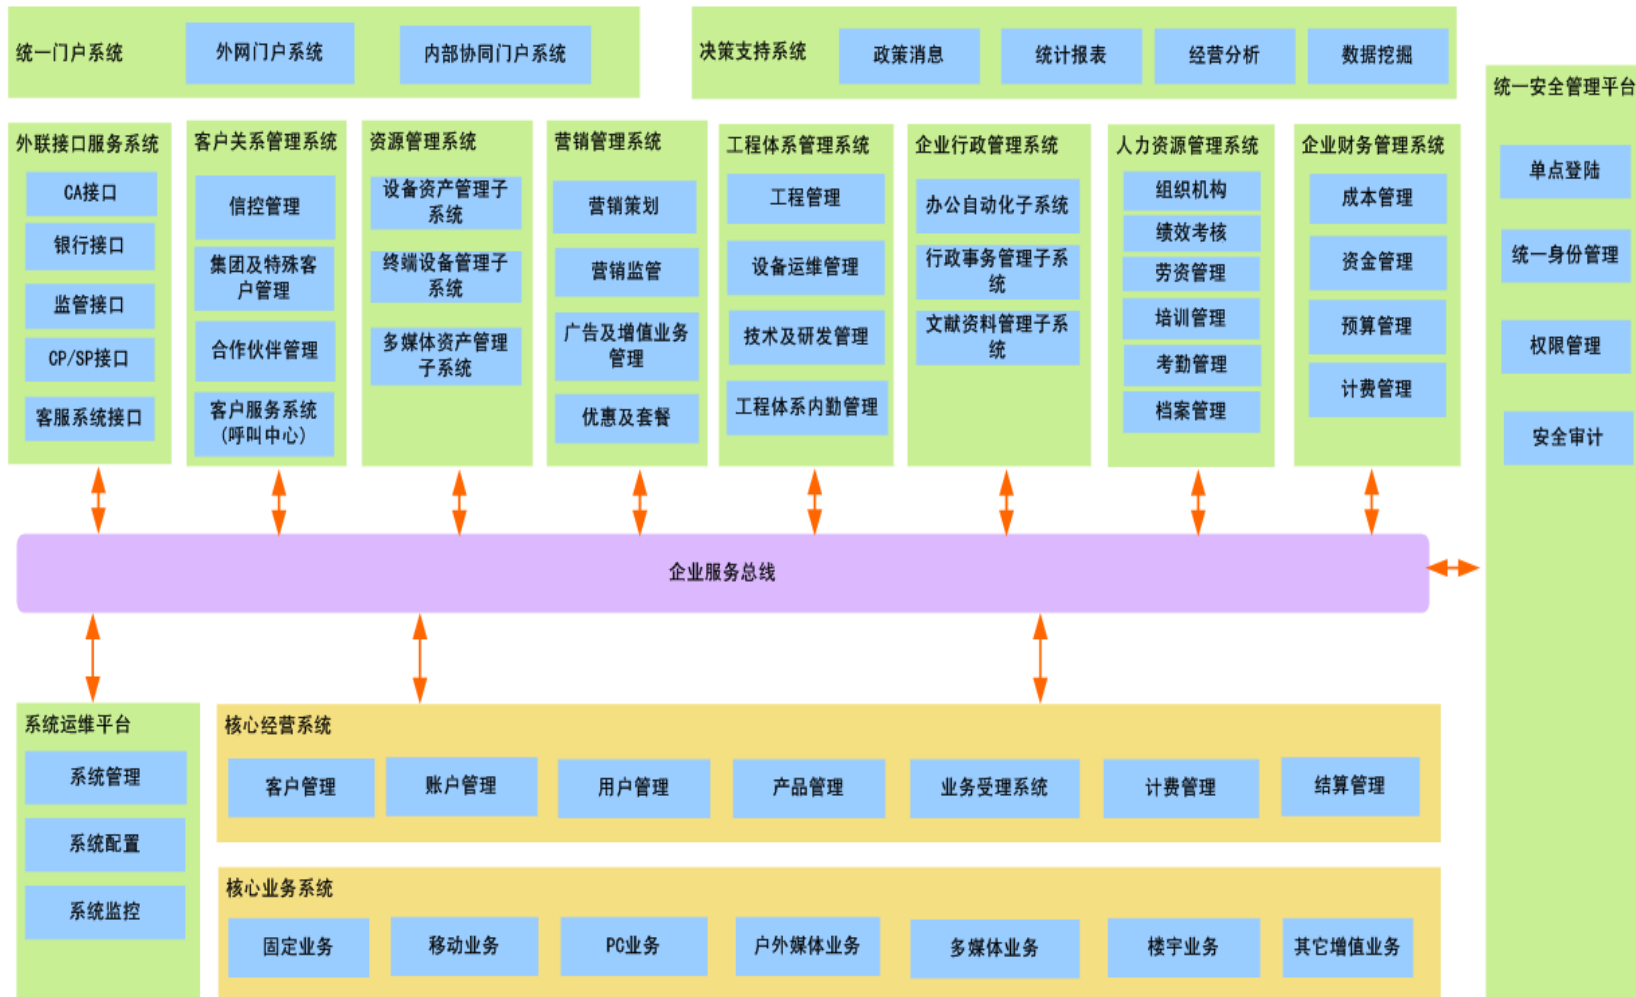 统一门户系统
外网门户系统
内部协同门户系统
决策支持系统
政策消息
统计报表
经营分析
数据挖掘
统一安全管理平台
单点登陆
统一身份管理
权限管理
安全审计
外联接口服务系统
CA接口
银行接口
监管接口
CP/SP接口
客服系统接口
客户关系管理系统
信控管理
集团及特殊客
户管理
合作伙伴管理
客户服务系统
(呼叫中心)
资源管理系统
设备资产管理子
系统
终端设备管理子
系统
多媒体资产管理
子系统
营销管理系统
营销策划
营销监管
广告及增值业务
管理
优惠及套餐
工程体系管理系统
工程管理
设备运维管理
技术及研发管理
工程体系内勤管理
企业行政管理系统
办公自动化子系统
行政事务管理子系
统
文献资料管理子系
统
人力资源管理系统
组织机构
绩效考核
劳资管理
培训管理
考勤管理
档案管理
企业财务管理系统
成本管理
资金管理
预算管理
计费管理
企业服务总线
系统运维平台
系统管理
系统配置
系统监控
核心经营系统
客户管理
账户管理
用户管理
产品管理
业务受理系统
计费管理
结算管理
核心业务系统
固定业务
移动业务
PC业务
户外媒体业务
多媒体业务
楼宇业务
其它增值业务